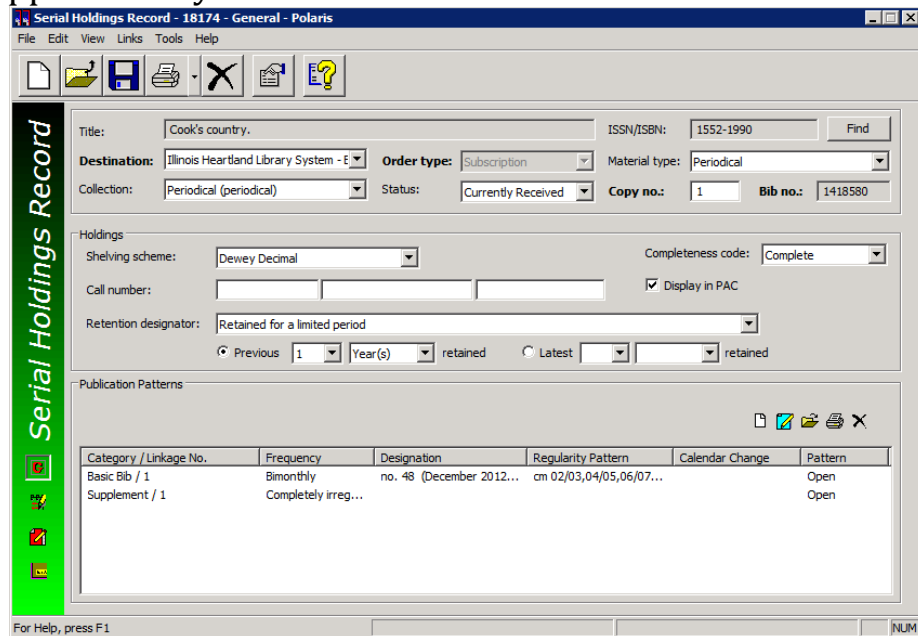 Serial Holdings Record - 18174 - General - Polaris
File Edit View Links Tools Help
Serial Holdings Record
Title: Cook's country. ISSN/ISBN: 1552-1990 Find
Destination: Illinois Heartland Library System - E Order type: Subscription Material type: Periodical
Collection: Periodical (periodical) Status: Currently Received Copy no.: 1 Bib no.: 1418580
Holdings
Shelving scheme: Dewey Decimal Completeness code: Complete
Call number: Display in PAC
Retention designator: Retained for a limited period
Previous 1 Year(s) retained Latest retained
Publication Patterns
Category / Linkage No. Frequency Designation Regularity Pattern Calendar Change Pattern
Basic Bib / 1 Bimonthly no. 48 (December 2012... cm 02/03,04/05,06/07... Open
Supplement / 1 Completely irreg... Open
For Help, press F1 NUM